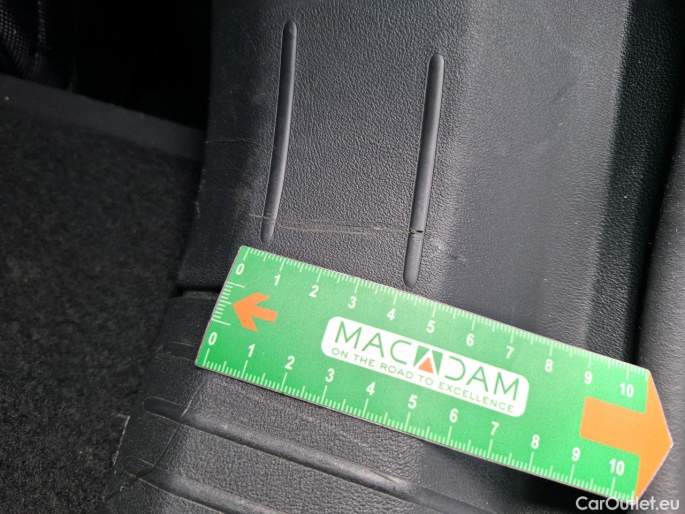 0 1 2 3 4 5 6 7 8 9 10
MACADAM
ON THE ROAD TO EXCELLENCE
0 1 2 3 4 5 6 7 8 9 10
CarOutlet.eu